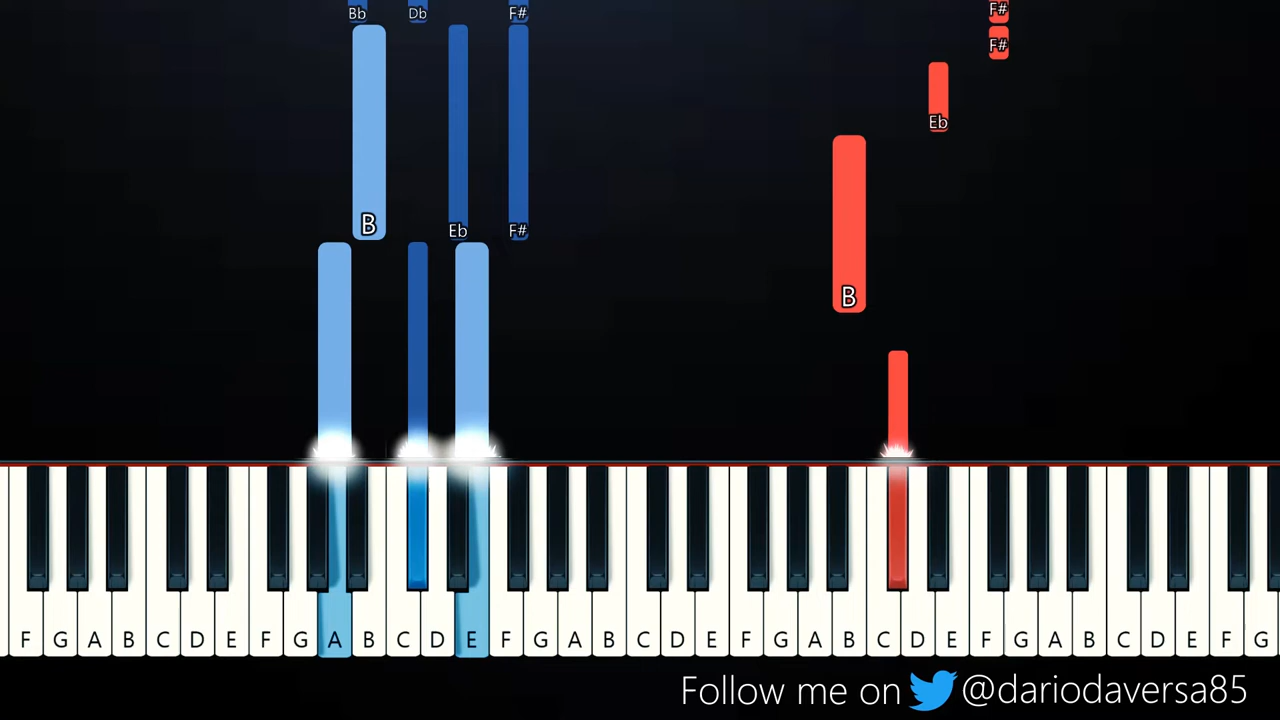 Bb Db F# F#
F#
Eb
B Eb F#
B
F G A B C D E F G A B C D E F G A B C D E F G A B C D E F G A B C D E F G
Follow me on @dariodaversa85